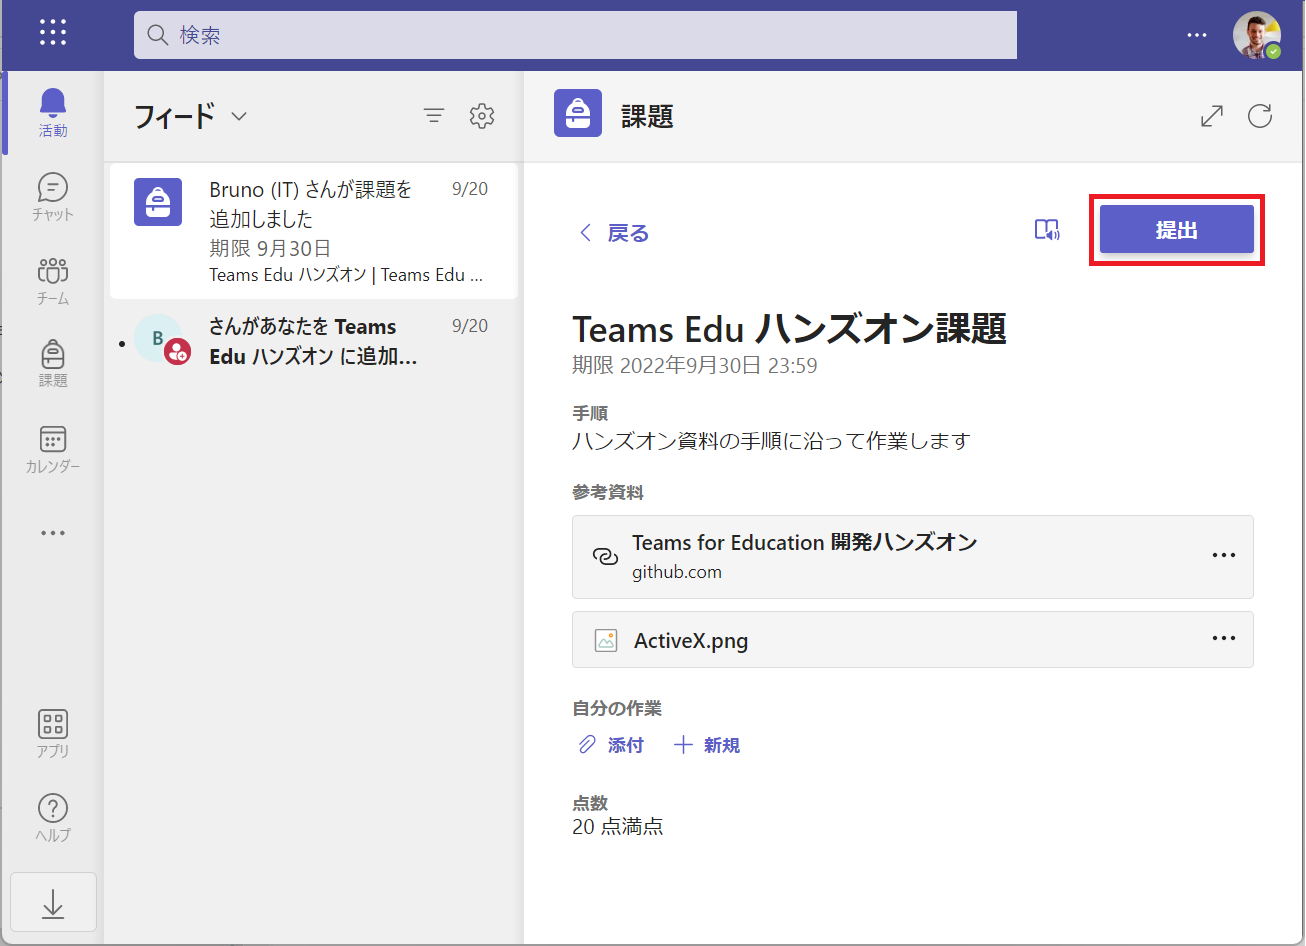 検索
活動
チャット
チーム
課題
カレンダー
アプリ
ヘルプ
フィード
Bruno (IT) さんが課題を
追加しました
9/20
期限 9月30日
Teams Edu ハンズオン | Teams Edu ...
B
さんがあなたを Teams
Edu ハンズオン に追加...
9/20
課題
戻る
提出
Teams Edu ハンズオン課題
期限 2022年9月30日 23:59
手順
ハンズオン資料の手順に沿って作業します
参考資料
Teams for Education 開発ハンズオン
github.com
ActiveX.png
自分の作業
添付
新規
点数
20 点満点